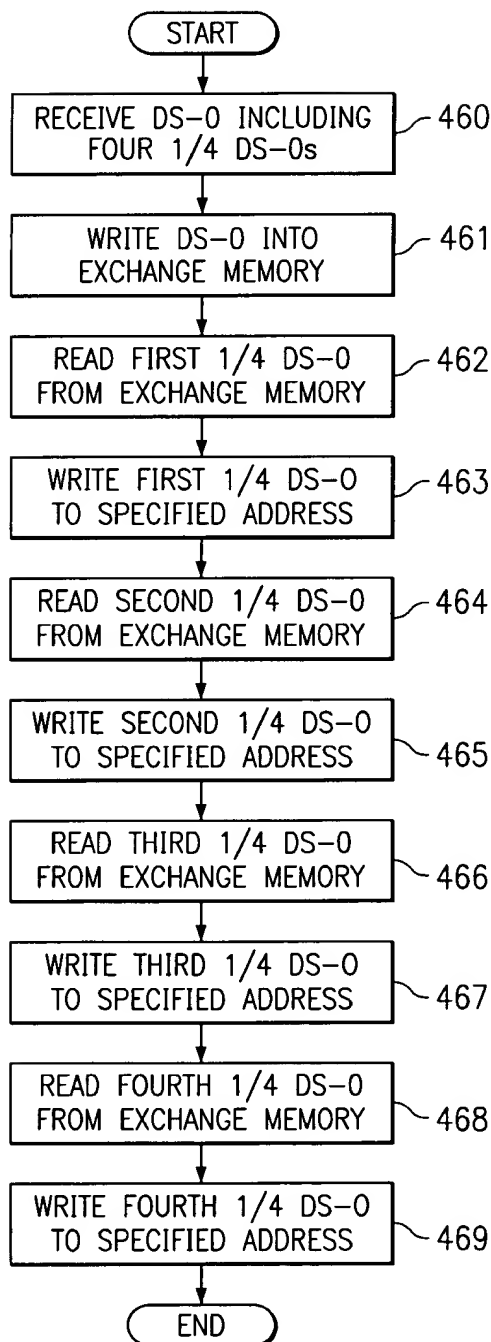 START
RECEIVE DS-0 INCLUDING
FOUR 1/4 DS-0s
460
WRITE DS-0 INTO
EXCHANGE MEMORY
461
READ FIRST 1/4 DS-0
FROM EXCHANGE MEMORY
462
WRITE FIRST 1/4 DS-0
TO SPECIFIED ADDRESS
463
READ SECOND 1/4 DS-0
FROM EXCHANGE MEMORY
464
WRITE SECOND 1/4 DS-0
TO SPECIFIED ADDRESS
465
READ THIRD 1/4 DS-0
FROM EXCHANGE MEMORY
466
WRITE THIRD 1/4 DS-0
TO SPECIFIED ADDRESS
467
READ FOURTH 1/4 DS-0
FROM EXCHANGE MEMORY
468
WRITE FOURTH 1/4 DS-0
TO SPECIFIED ADDRESS
469
END